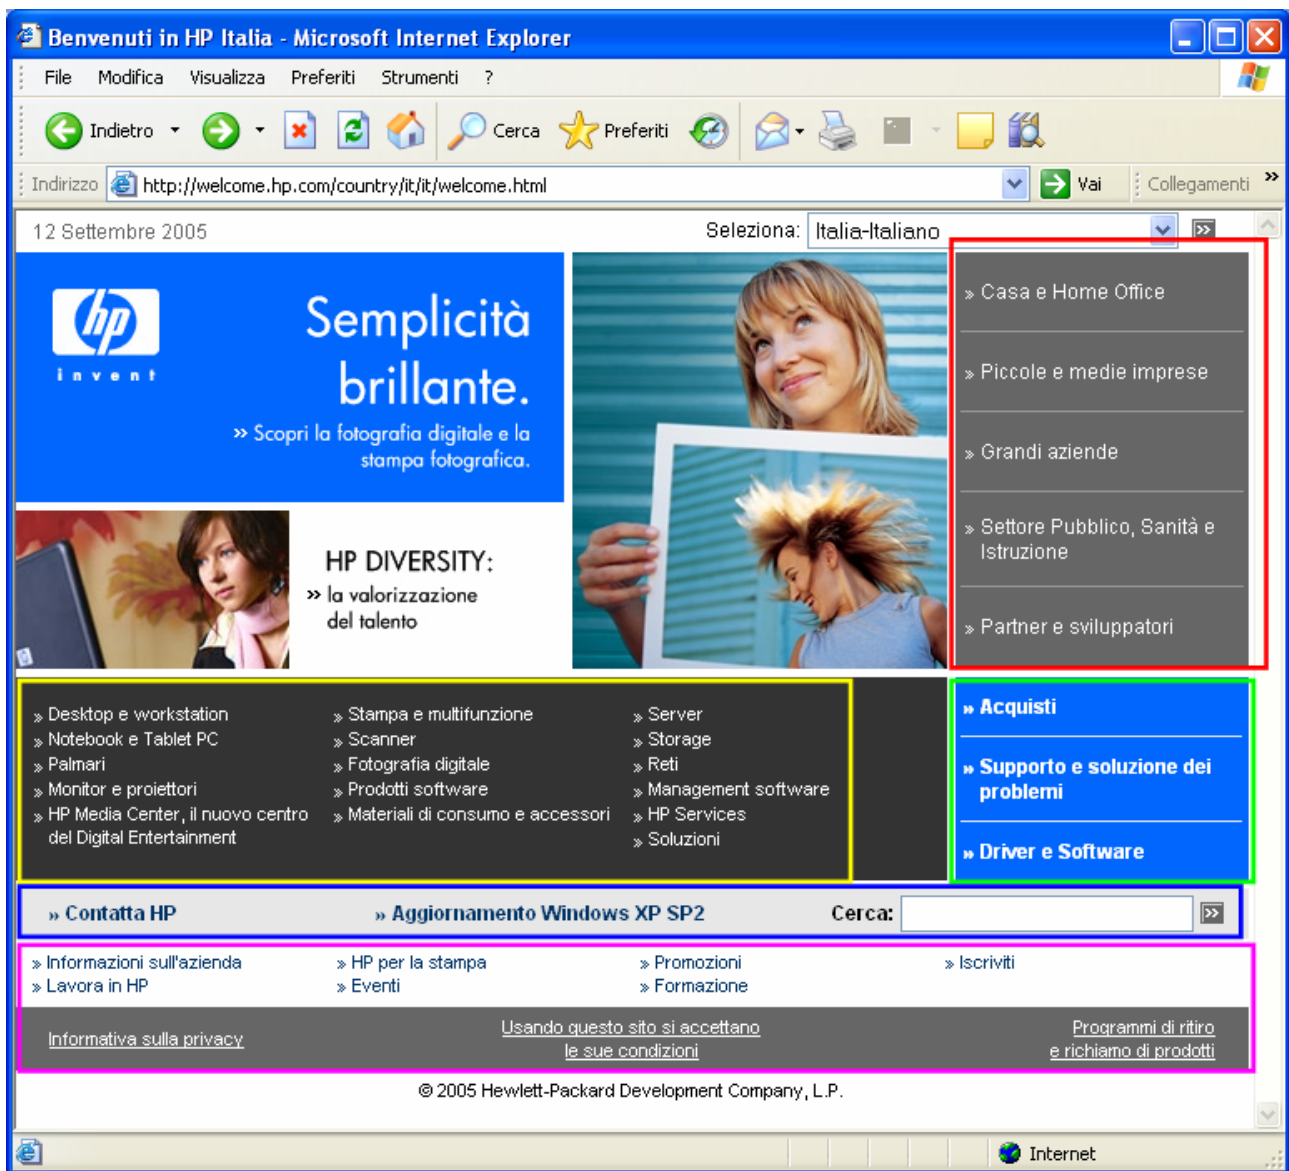 Benvenuti in HP Italia - Microsoft Internet Explorer
File Modifica Visualizza Preferiti Strumenti ?
Indietro Cerca Preferiti
Indirizzo http://welcome.hp.com/country/it/it/welcome.html Vai Collegamenti »
12 Settembre 2005 Seleziona: Italia-Italiano »
hp
invent
Semplicità
brillante.
» Scopri la fotografia digitale e la
stampa fotografica.
HP DIVERSITY:
» la valorizzazione
del talento
» Casa e Home Office
» Piccole e medie imprese
» Grandi aziende
» Settore Pubblico, Sanità e
Istruzione
» Partner e sviluppatori
» Desktop e workstation
» Notebook e Tablet PC
» Palmari
» Monitor e proiettori
» HP Media Center, il nuovo centro
del Digital Entertainment
» Stampa e multifunzione
» Scanner
» Fotografia digitale
» Prodotti software
» Materiali di consumo e accessori
» Server
» Storage
» Reti
» Management software
» HP Services
» Soluzioni
» Acquisti
» Supporto e soluzione dei
problemi
» Driver e Software
» Contatta HP » Aggiornamento Windows XP SP2 Cerca: »
» Informazioni sull'azienda » HP per la stampa » Promozioni » Iscriviti
» Lavora in HP » Eventi » Formazione
Informativa sulla privacy
Usando questo sito si accettano
le sue condizioni
Programmi di ritiro
e richiamo di prodotti
© 2005 Hewlett-Packard Development Company, L.P.
Internet